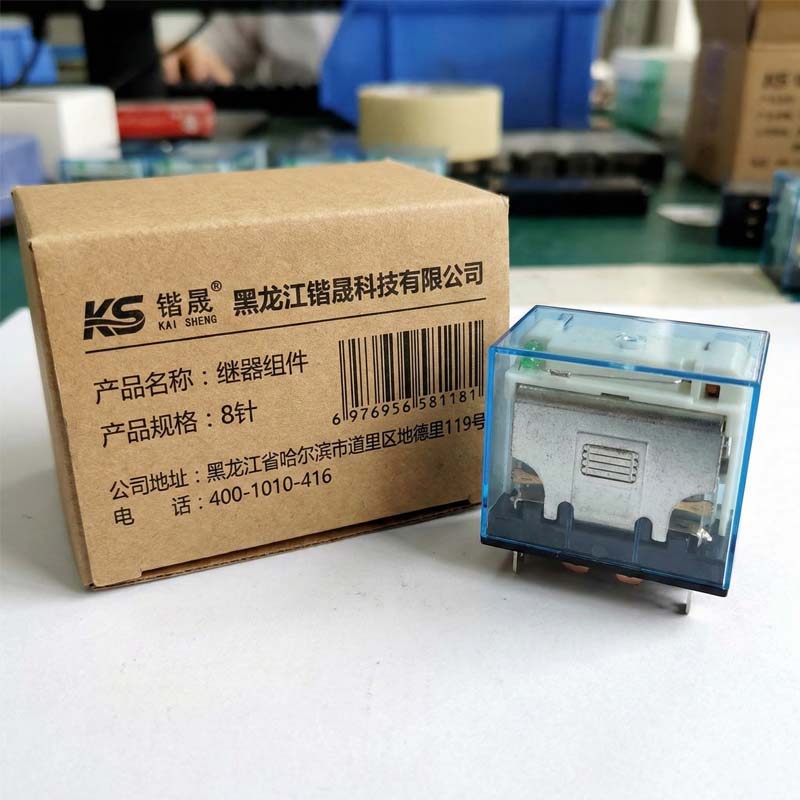 KS 锴晟® 黑龙江锴晟科技有限公司
KAI SHENG
产品名称：继器组件
产品规格：8针
6 976956 581181
公司地址：黑龙江省哈尔滨市道里区地德里119号
电 话：400-1010-416
KS